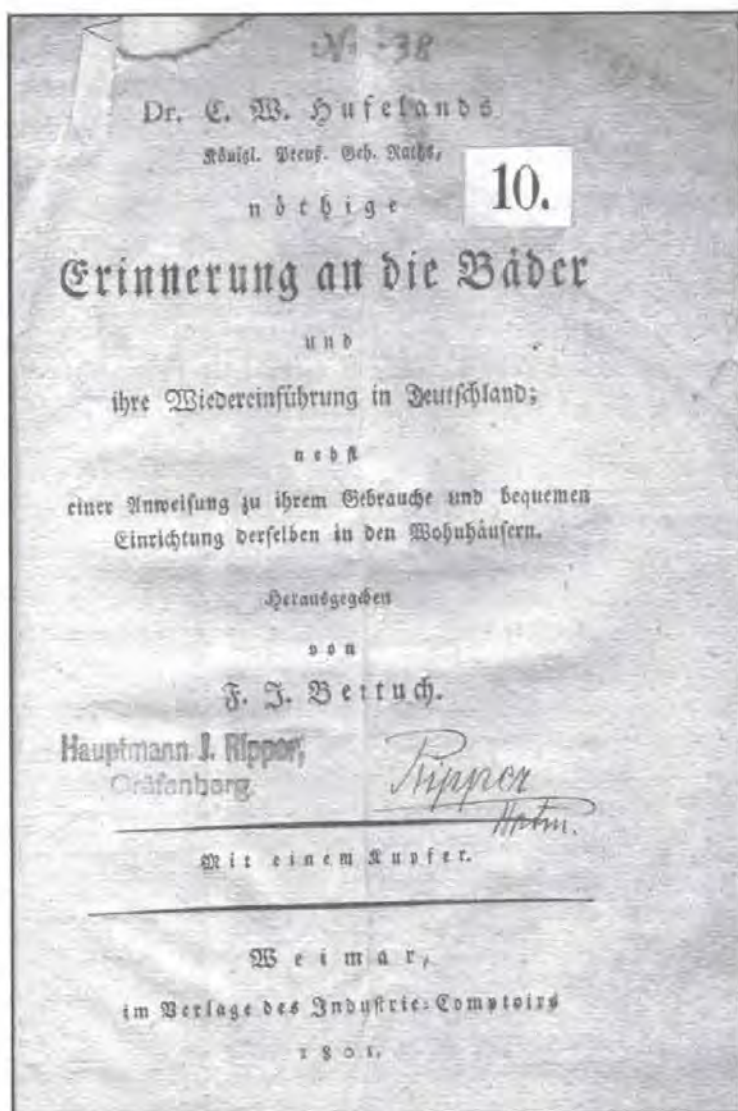 N. 38
Dr. C. W. Hufelands
Königl. Preuß. Geh. Raths,
nöthige
10.
Erinnerung an die Bäder
und
ihre Wiedereinführung in Deutschland;
nebst
einer Anweisung zu ihrem Gebrauche und bequemen
Einrichtung derselben in den Wohnhäusern.
Herausgegeben
von
F. J. Bertuch.
Hauptmann J. Ripper,
Gräfenberg.
Ripper
Hptm.
Mit einem Kupfer.
Weimar,
im Verlage des Industrie-Comptoirs
1801.